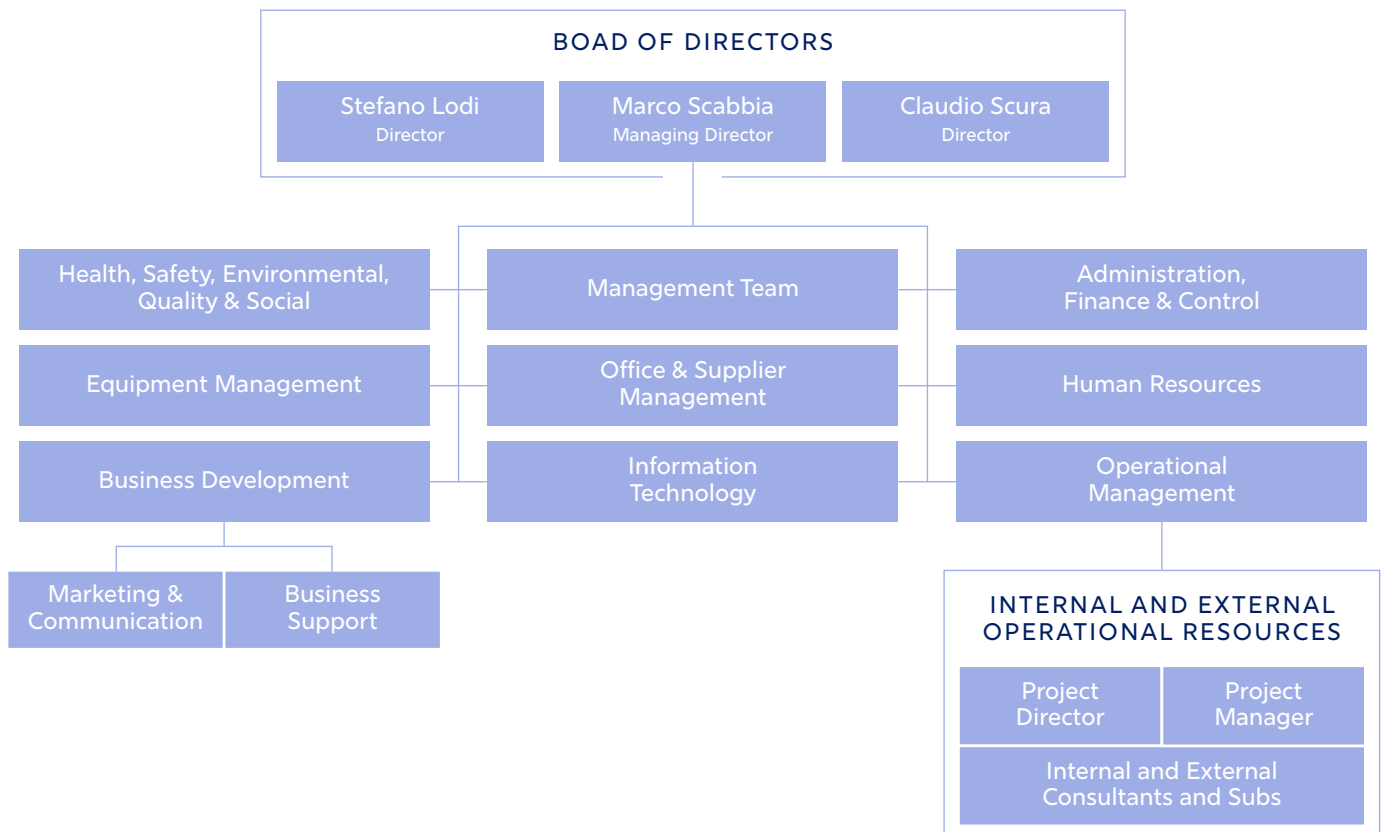 BOAD OF DIRECTORS
Stefano Lodi
Director
Marco Scabbia
Managing Director
Claudio Scura
Director
Health, Safety, Environmental,
Quality & Social
Management Team
Administration,
Finance & Control
Equipment Management
Office & Supplier
Management
Human Resources
Business Development
Information
Technology
Operational
Management
Marketing &
Communication
Business
Support
INTERNAL AND EXTERNAL
OPERATIONAL RESOURCES
Project
Director
Project
Manager
Internal and External
Consultants and Subs